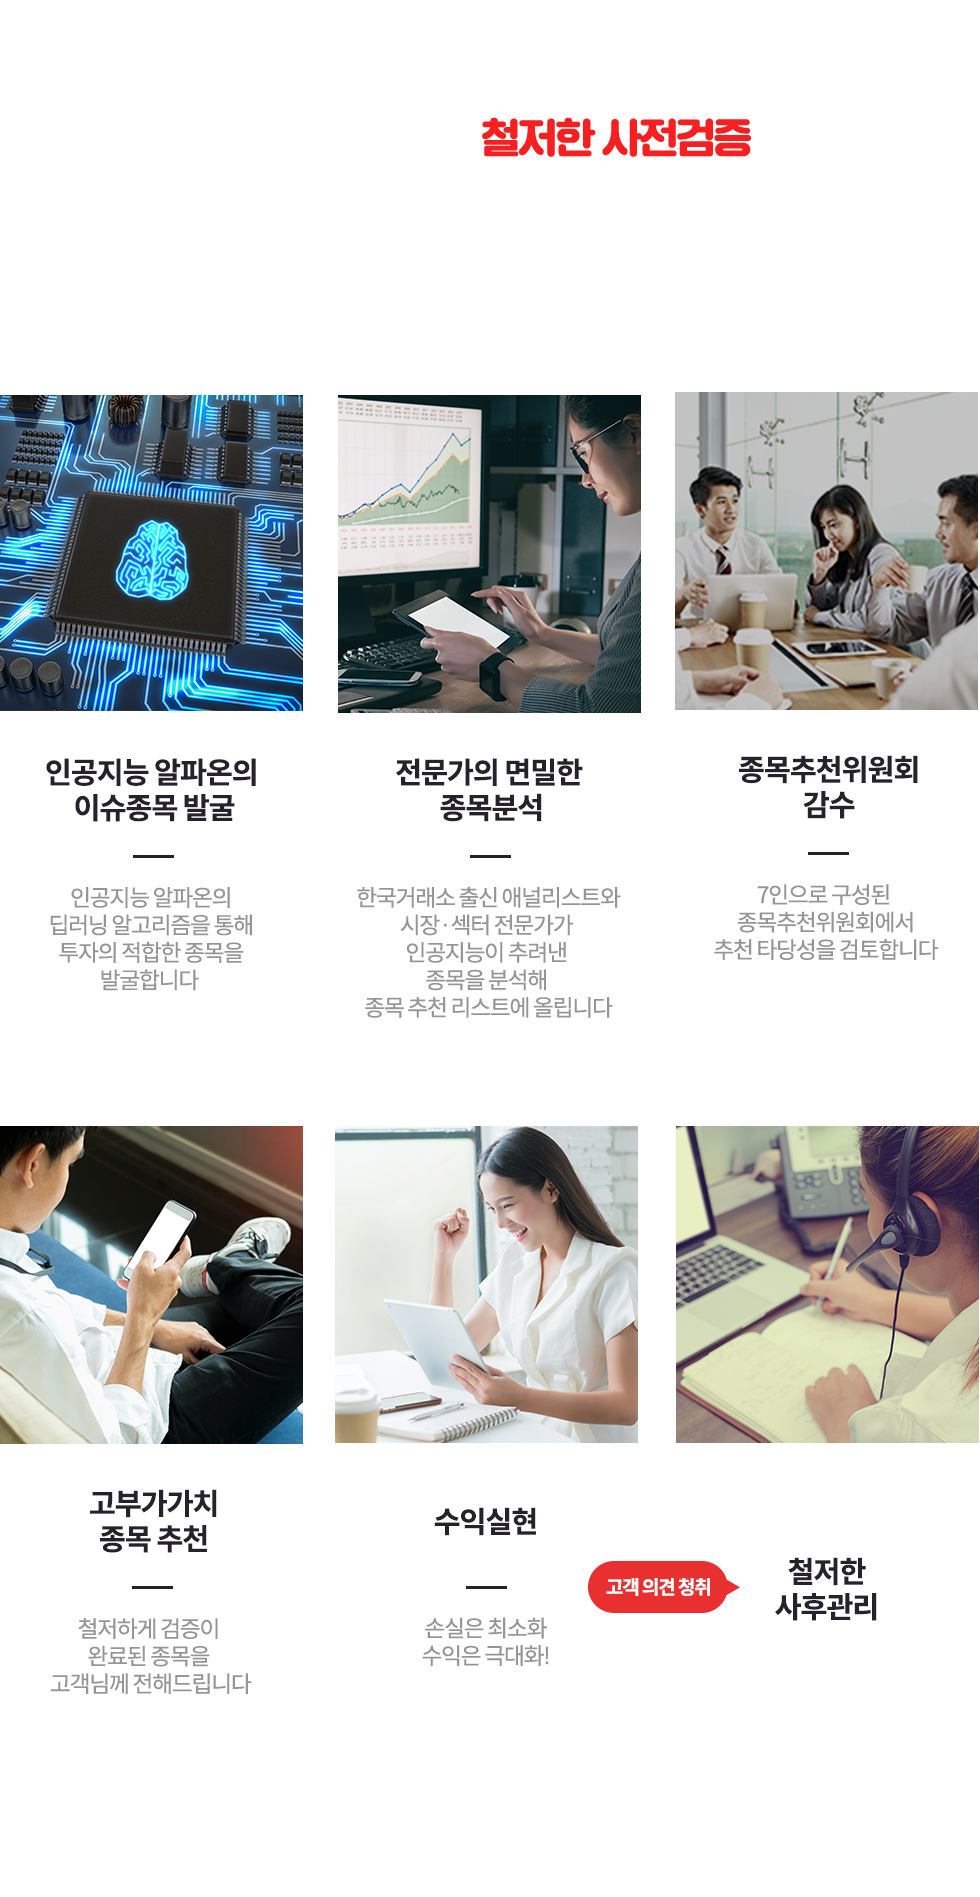 철저한 사전검증
인공지능 알파온의
이슈종목 발굴
인공지능 알파온의
딥러닝 알고리즘을 통해
투자의 적합한 종목을
발굴합니다
전문가의 면밀한
종목분석
한국거래소 출신 애널리스트와
시장·섹터 전문가가
인공지능이 추려낸
종목을 분석해
종목 추천 리스트에 올립니다
종목추천위원회
감수
7인으로 구성된
종목추천위원회에서
추천 타당성을 검토합니다
고부가가치
종목 추천
철저하게 검증이
완료된 종목을
고객님께 전해드립니다
수익실현
손실은 최소화
수익은 극대화!
고객 의견 청취
철저한
사후관리